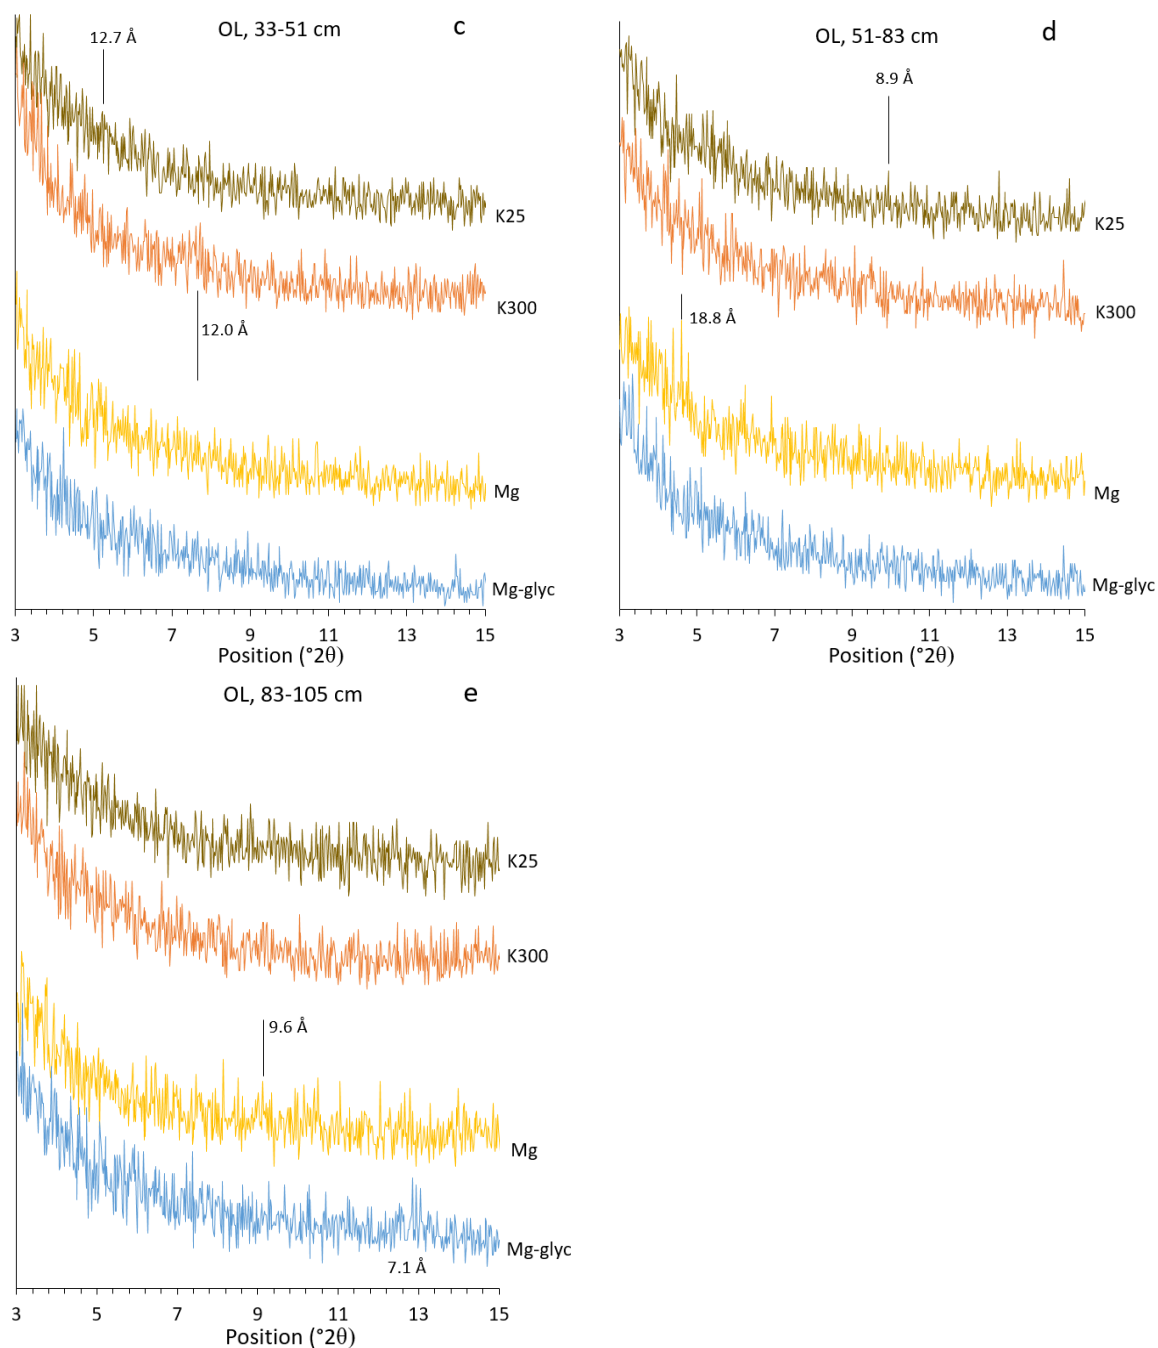 OL, 33-51 cm
c
12.7 Å
K25
K300
12.0 Å
Mg
Mg-glyc
3 5 7 9 11 13 15
Position (°2θ)
OL, 51-83 cm
d
8.9 Å
K25
K300
18.8 Å
Mg
Mg-glyc
3 5 7 9 11 13 15
Position (°2θ)
OL, 83-105 cm
e
K25
K300
9.6 Å
Mg
Mg-glyc
7.1 Å
3 5 7 9 11 13 15
Position (°2θ)